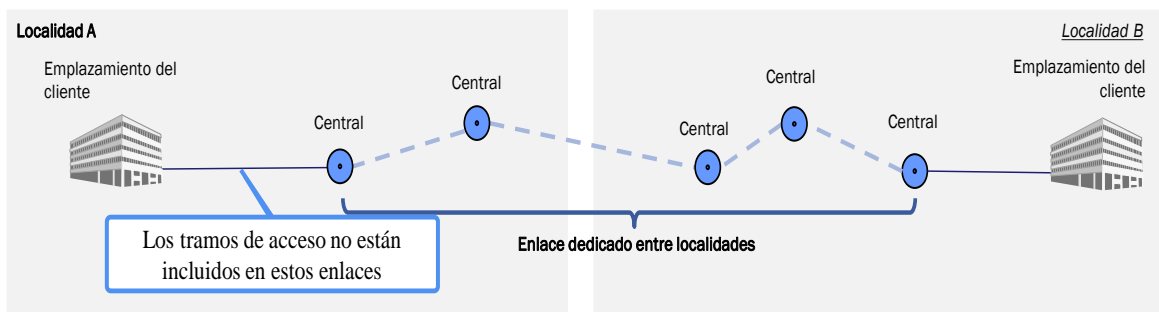 Localidad A
Localidad B
Emplazamiento del
cliente
Central
Central
Central
Central
Central
Emplazamiento del
cliente
Los tramos de acceso no están
incluidos en estos enlaces
Enlace dedicado entre localidades